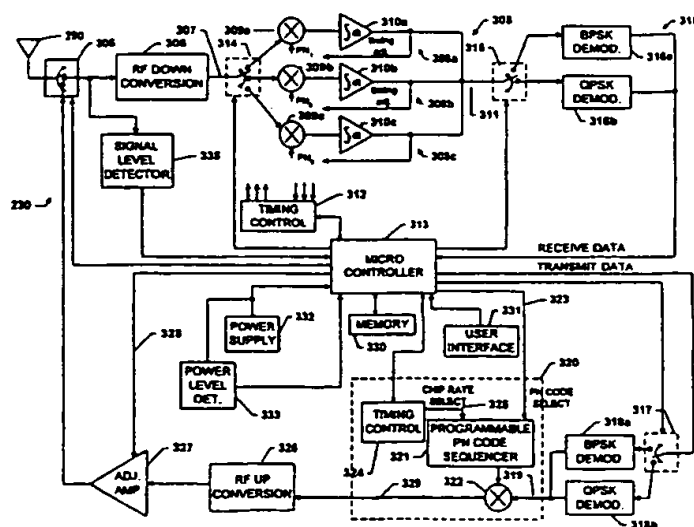 290
306
RF DOWN
CONVERSION
307
314
PN₁
310a
308
310b
310c
311
315
BPSK
DEMOD.
316a
QPSK
DEMOD.
316b
SIGNAL
LEVEL
DETECTOR
335
230
TIMING
CONTROL
312
313
MICRO
CONTROLLER
RECEIVE DATA
TRANSMIT DATA
323
328
POWER
SUPPLY
332
MEMORY
330
USER
INTERFACE
331
POWER
LEVEL
DET.
333
320
CHIP RATE
SELECT
PN CODE
SELECT
325
317
TIMING
CONTROL
324
321
PROGRAMMABLE
PN CODE
SEQUENCER
318a
BPSK
DEMOD
319
322
329
QPSK
DEMOD
318b
ADJ.
AMP
327
326
RF UP
CONVERSION